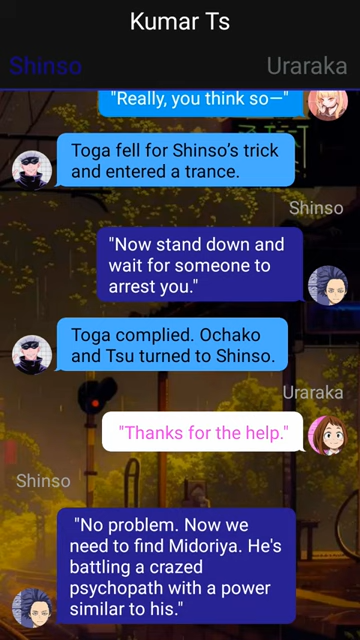 Kumar Ts
Shinso
Uraraka
"Really, you think so—"
Toga fell for Shinso's trick
and entered a trance.
Shinso
"Now stand down and
wait for someone to
arrest you."
Toga complied. Ochako
and Tsu turned to Shinso.
Uraraka
"Thanks for the help."
Shinso
"No problem. Now we
need to find Midoriya. He's
battling a crazed
psychopath with a power
similar to his."